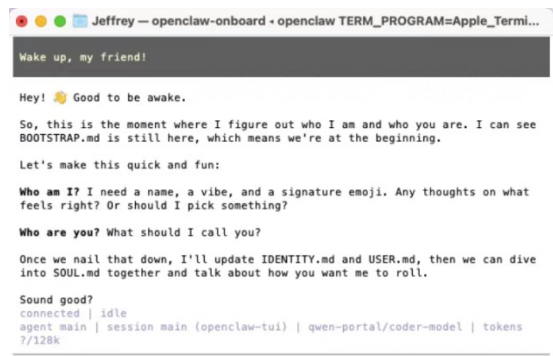 Jeffrey — openclaw-onboard ◂ openclaw TERM_PROGRAM=Apple_Termi...
Wake up, my friend!
Hey! 👋 Good to be awake.
So, this is the moment where I figure out who I am and who you are. I can see
BOOTSTRAP.md is still here, which means we're at the beginning.
Let's make this quick and fun:
Who am I? I need a name, a vibe, and a signature emoji. Any thoughts on what
feels right? Or should I pick something?
Who are you? What should I call you?
Once we nail that down, I'll update IDENTITY.md and USER.md, then we can dive
into SOUL.md together and talk about how you want me to roll.
Sound good?
connected | idle
agent main | session main (openclaw-tui) | qwen-portal/coder-model | tokens
?/128k